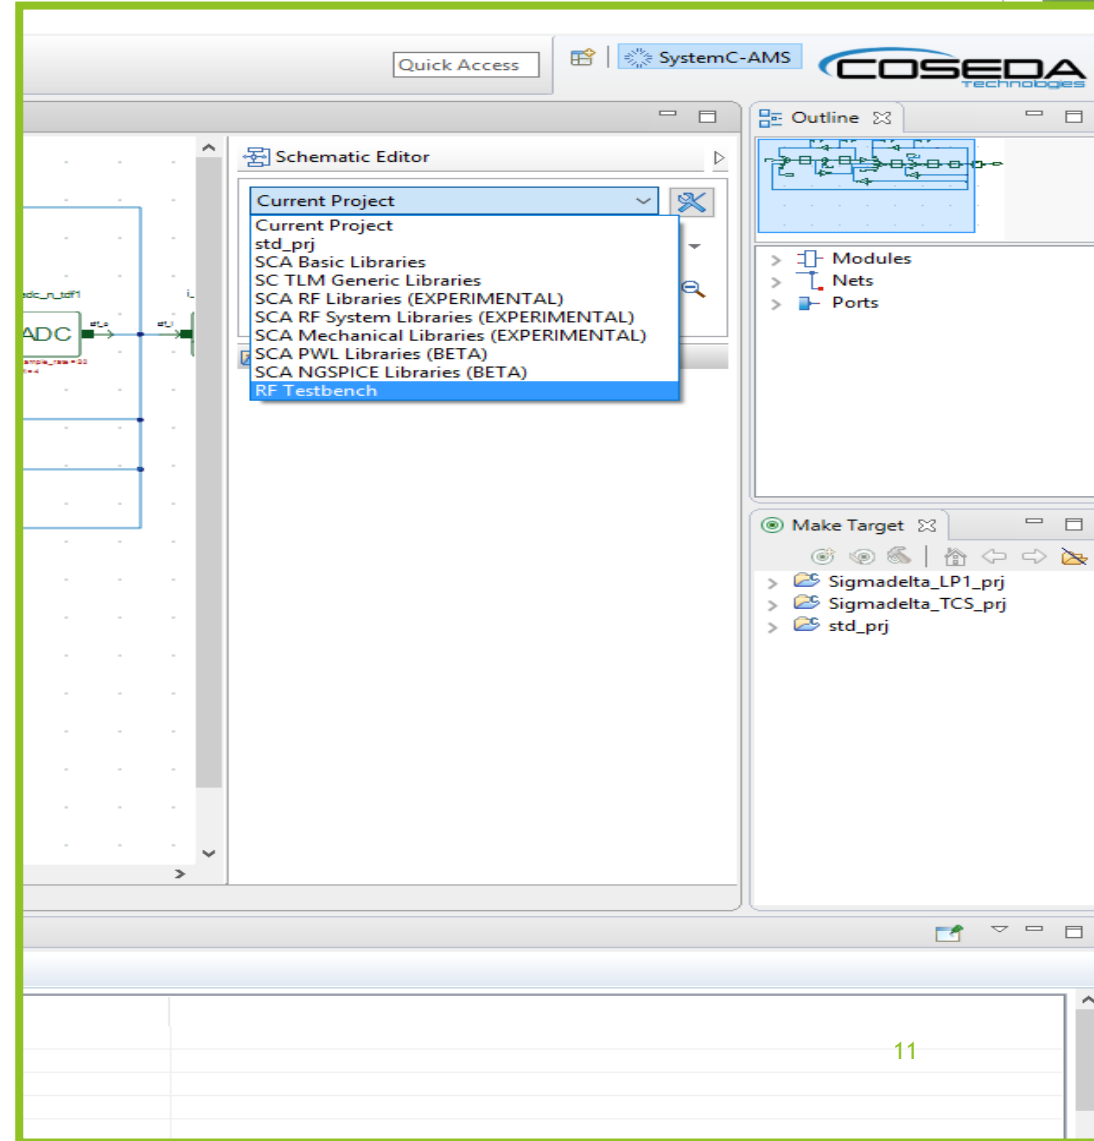 Quick Access
SystemC-AMS
COSEDA
Technologies
Outline
Schematic Editor
Current Project
Current Project
std_prj
SCA Basic Libraries
SC TLM Generic Libraries
SCA RF Libraries (EXPERIMENTAL)
SCA RF System Libraries (EXPERIMENTAL)
SCA Mechanical Libraries (EXPERIMENTAL)
SCA PWL Libraries (BETA)
SCA NGSPICE Libraries (BETA)
RF Testbench
adc_n_tdf1
i_
ADC
Modules
Nets
Ports
Make Target
Sigmadelta_LP1_prj
Sigmadelta_TCS_prj
std_prj
11